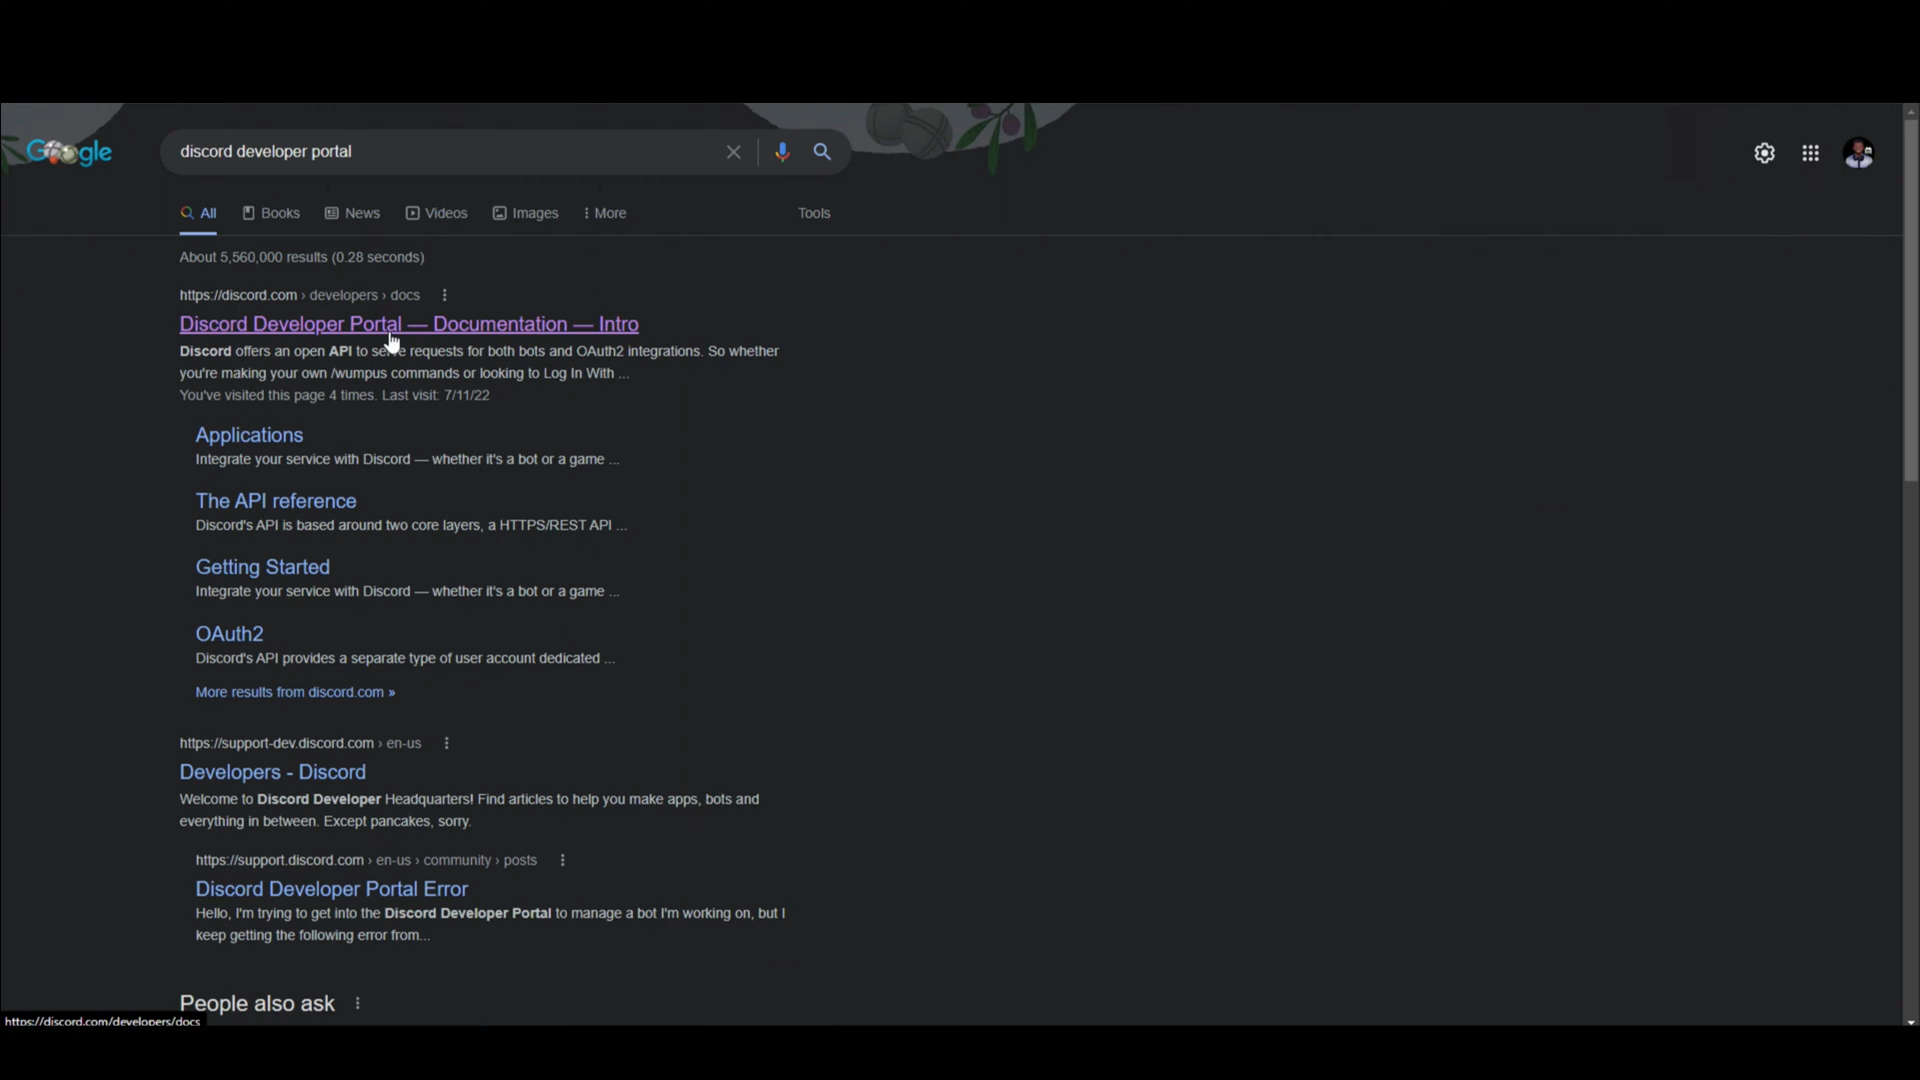 Google
discord developer portal
All Books News Videos Images More Tools
About 5,560,000 results (0.28 seconds)
https://discord.com › developers › docs
Discord Developer Portal — Documentation — Intro
Discord offers an open API to serve requests for both bots and OAuth2 integrations. So whether
you're making your own /wumpus commands or looking to Log In With ...
You've visited this page 4 times. Last visit: 7/11/22
Applications
Integrate your service with Discord — whether it's a bot or a game ...
The API reference
Discord's API is based around two core layers, a HTTPS/REST API ...
Getting Started
Integrate your service with Discord — whether it's a bot or a game ...
OAuth2
Discord's API provides a separate type of user account dedicated ...
More results from discord.com »
https://support-dev.discord.com › en-us
Developers - Discord
Welcome to Discord Developer Headquarters! Find articles to help you make apps, bots and
everything in between. Except pancakes, sorry.
https://support.discord.com › en-us › community › posts
Discord Developer Portal Error
Hello, I'm trying to get into the Discord Developer Portal to manage a bot I'm working on, but I
keep getting the following error from...
People also ask
https://discord.com/developers/docs